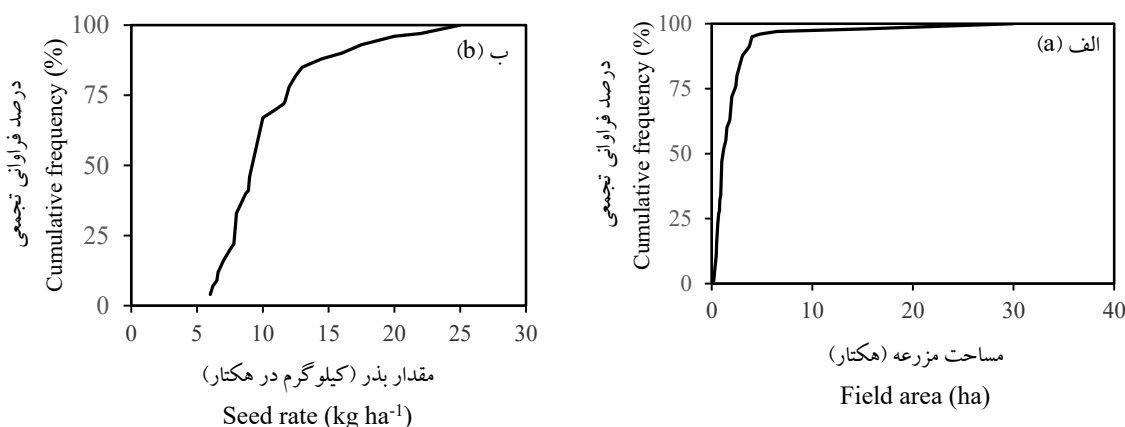 ب (b)
درصد فراوانی تجمعی
Cumulative frequency (%)
100
75
50
25
0
0 5 10 15 20 25 30
مقدار بذر (کیلوگرم در هکتار)
Seed rate (kg ha⁻¹)
الف (a)
درصد فراوانی تجمعی
Cumulative frequency (%)
100
75
50
25
0
0 10 20 30 40
مساحت مزرعه (هکتار)
Field area (ha)